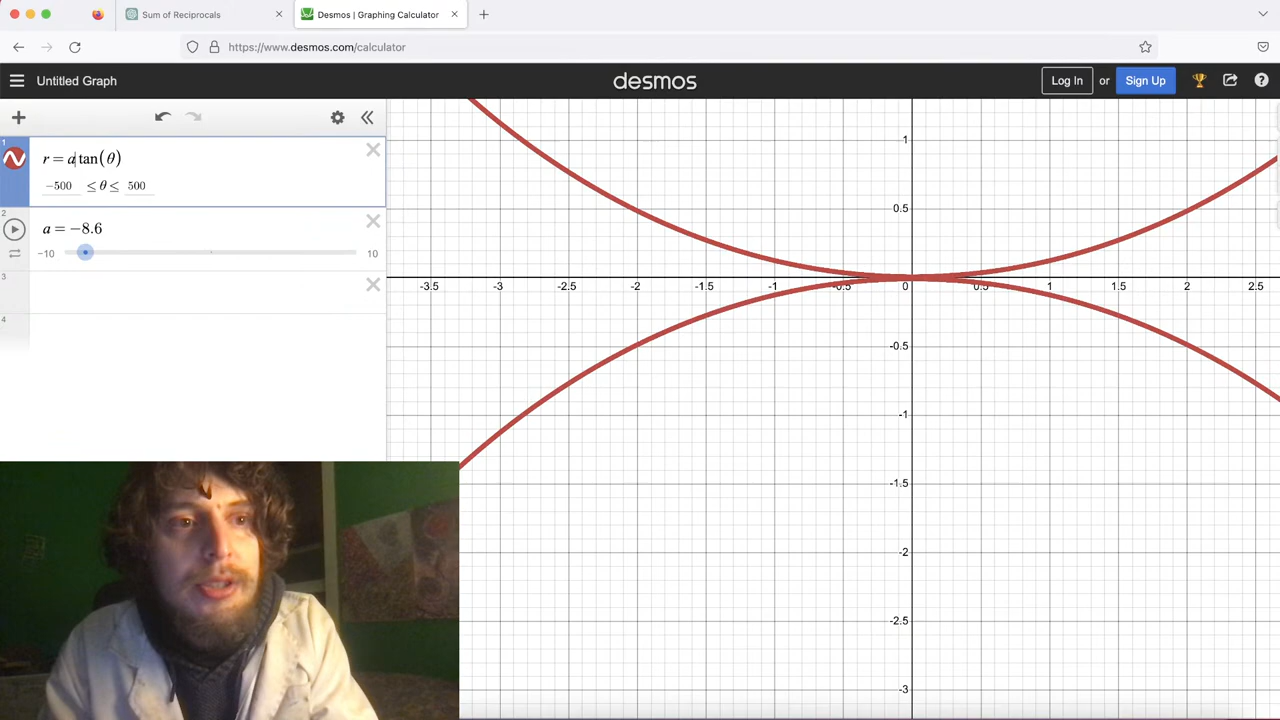 Sum of Reciprocals
Desmos | Graphing Calculator
https://www.desmos.com/calculator
Untitled Graph
desmos
Log In or Sign Up
1
r = a tan(θ)
−500 ≤ θ ≤ 500
2
a = −8.6
-10 10
3
4
1
0.5
-3.5 -3 -2.5 -2 -1.5 -1 -0.5 0 0.5 1 1.5 2 2.5
-0.5
-1
-1.5
-2
-2.5
-3